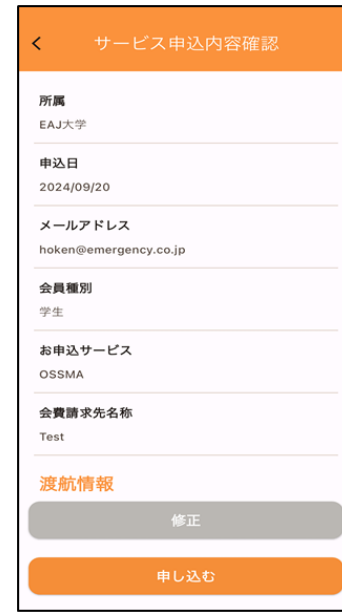 サービス申込内容確認
所属
EAJ大学
申込日
2024/09/20
メールアドレス
hoken@emergency.co.jp
会員種別
学生
お申込サービス
OSSMA
会費請求先名称
Test
渡航情報
修正
申し込む